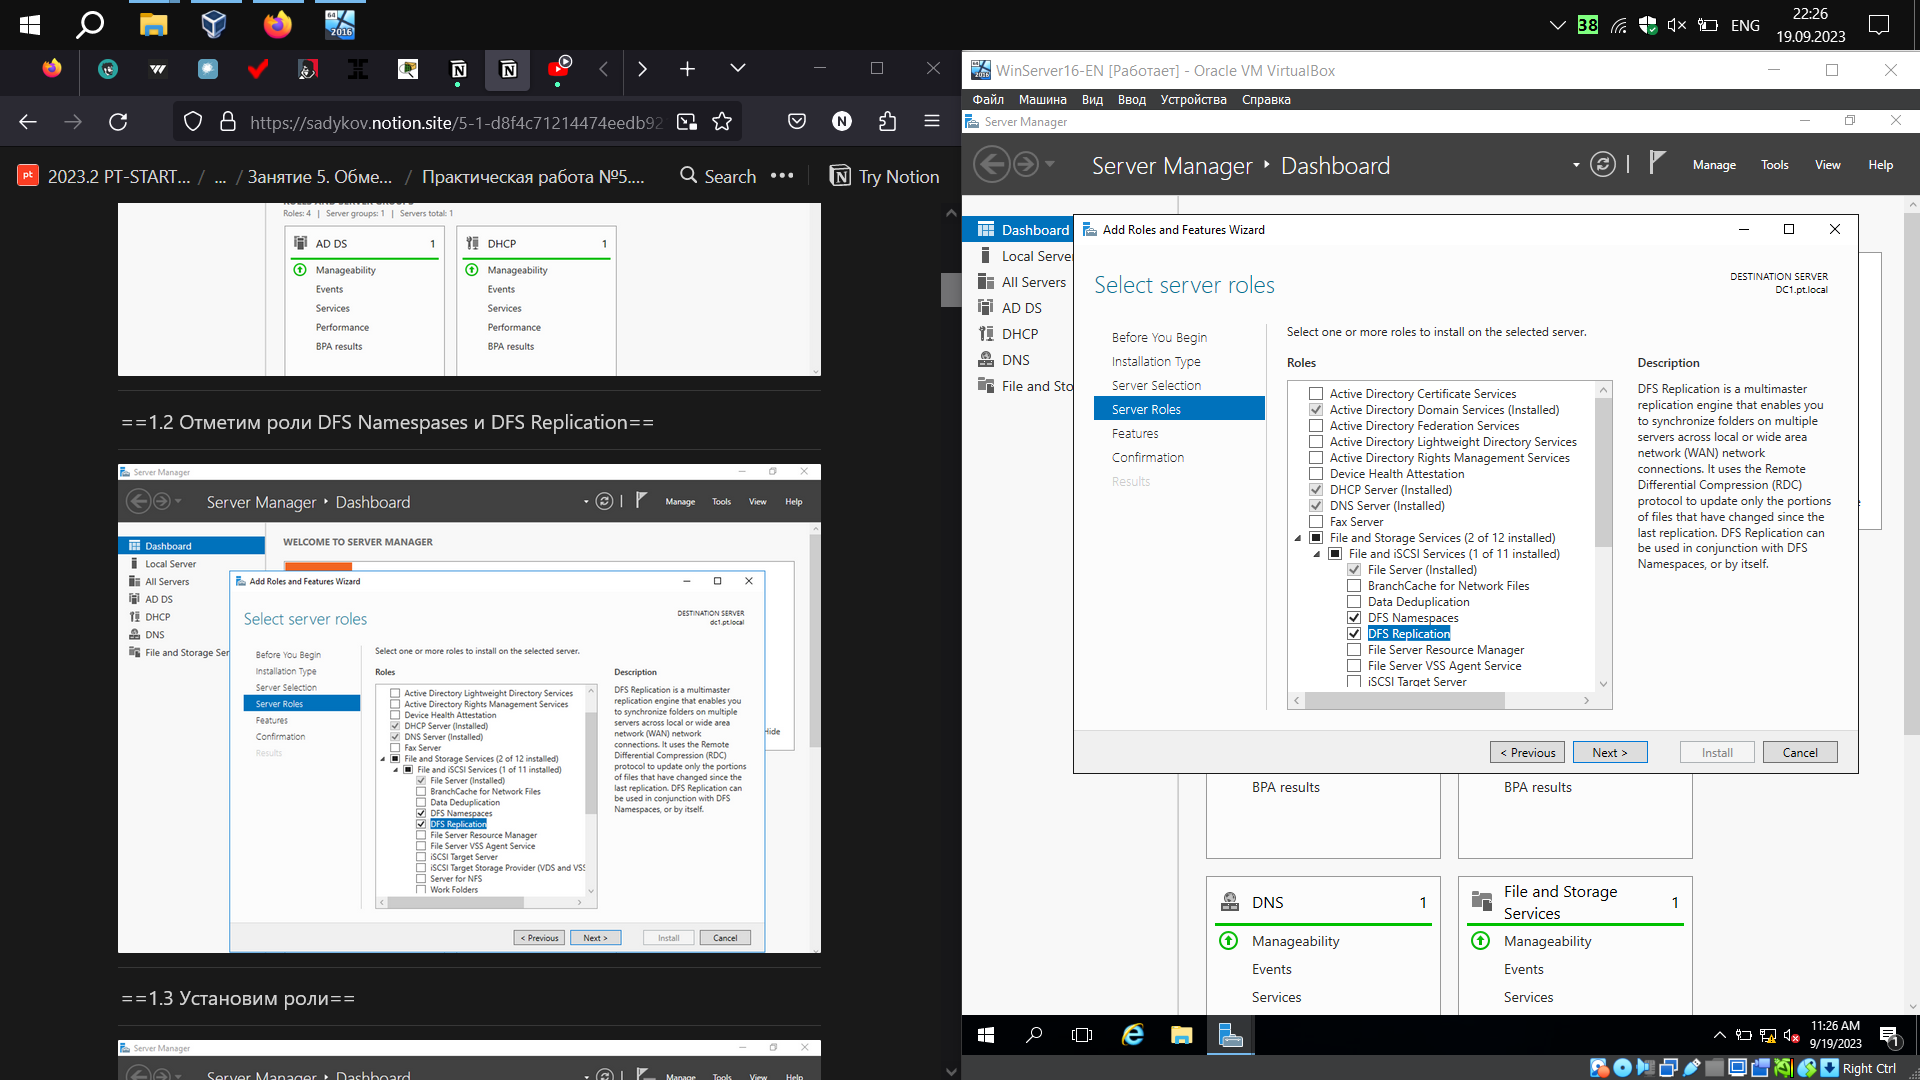 22:26
38
ENG
19.09.2023
https://sadykov.notion.site/5-1-d8f4c71214474eedb92
pt 2023.2 PT-START... / ... / Занятие 5. Обме... / Практическая работа №5.... Search ••• Try Notion
Roles: 4 | Server groups: 1 | Servers total: 1
AD DS 1
DHCP 1
Manageability
Manageability
Events
Events
Services
Services
Performance
Performance
BPA results
BPA results
==1.2 Отметим роли DFS Namespases и DFS Replication==
Server Manager
Server Manager ‣ Dashboard
Manage Tools View Help
Dashboard
Local Server
All Servers
AD DS
DHCP
DNS
File and Storage Ser
WELCOME TO SERVER MANAGER
Hide
Add Roles and Features Wizard
Select server roles
DESTINATION SERVER
dc1.pt.local
Before You Begin
Installation Type
Server Selection
Server Roles
Features
Confirmation
Results
Select one or more roles to install on the selected server.
Roles
Active Directory Lightweight Directory Services
Active Directory Rights Management Services
Device Health Attestation
DHCP Server (Installed)
DNS Server (Installed)
Fax Server
File and Storage Services (2 of 12 installed)
File and iSCSI Services (1 of 11 installed)
File Server (Installed)
BranchCache for Network Files
Data Deduplication
DFS Namespaces
DFS Replication
File Server Resource Manager
File Server VSS Agent Service
iSCSI Target Server
iSCSI Target Storage Provider (VDS and VSS
Server for NFS
Work Folders
Description
DFS Replication is a multimaster
replication engine that enables you
to synchronize folders on multiple
servers across local or wide area
network (WAN) network
connections. It uses the Remote
Differential Compression (RDC)
protocol to update only the portions
of files that have changed since the
last replication. DFS Replication can
be used in conjunction with DFS
Namespaces, or by itself.
< Previous Next > Install Cancel
==1.3 Установим роли==
Server Manager
Server Manager ‣ Dashboard
Manage Tools View Help
WinServer16-EN [Работает] - Oracle VM VirtualBox
Файл Машина Вид Ввод Устройства Справка
Server Manager
Server Manager ‣ Dashboard
Manage Tools View Help
Dashboard
Local Server
All Servers
AD DS
DHCP
DNS
File and Sto
Add Roles and Features Wizard
Select server roles
DESTINATION SERVER
DC1.pt.local
Before You Begin
Installation Type
Server Selection
Server Roles
Features
Confirmation
Results
Select one or more roles to install on the selected server.
Roles
Active Directory Certificate Services
Active Directory Domain Services (Installed)
Active Directory Federation Services
Active Directory Lightweight Directory Services
Active Directory Rights Management Services
Device Health Attestation
DHCP Server (Installed)
DNS Server (Installed)
Fax Server
File and Storage Services (2 of 12 installed)
File and iSCSI Services (1 of 11 installed)
File Server (Installed)
BranchCache for Network Files
Data Deduplication
DFS Namespaces
DFS Replication
File Server Resource Manager
File Server VSS Agent Service
iSCSI Target Server
Description
DFS Replication is a multimaster
replication engine that enables you
to synchronize folders on multiple
servers across local or wide area
network (WAN) network
connections. It uses the Remote
Differential Compression (RDC)
protocol to update only the portions
of files that have changed since the
last replication. DFS Replication can
be used in conjunction with DFS
Namespaces, or by itself.
< Previous Next > Install Cancel
BPA results
BPA results
DNS 1
File and Storage
Services 1
Manageability
Manageability
Events
Events
Services
Services
11:26 AM
9/19/2023
1
Right Ctrl